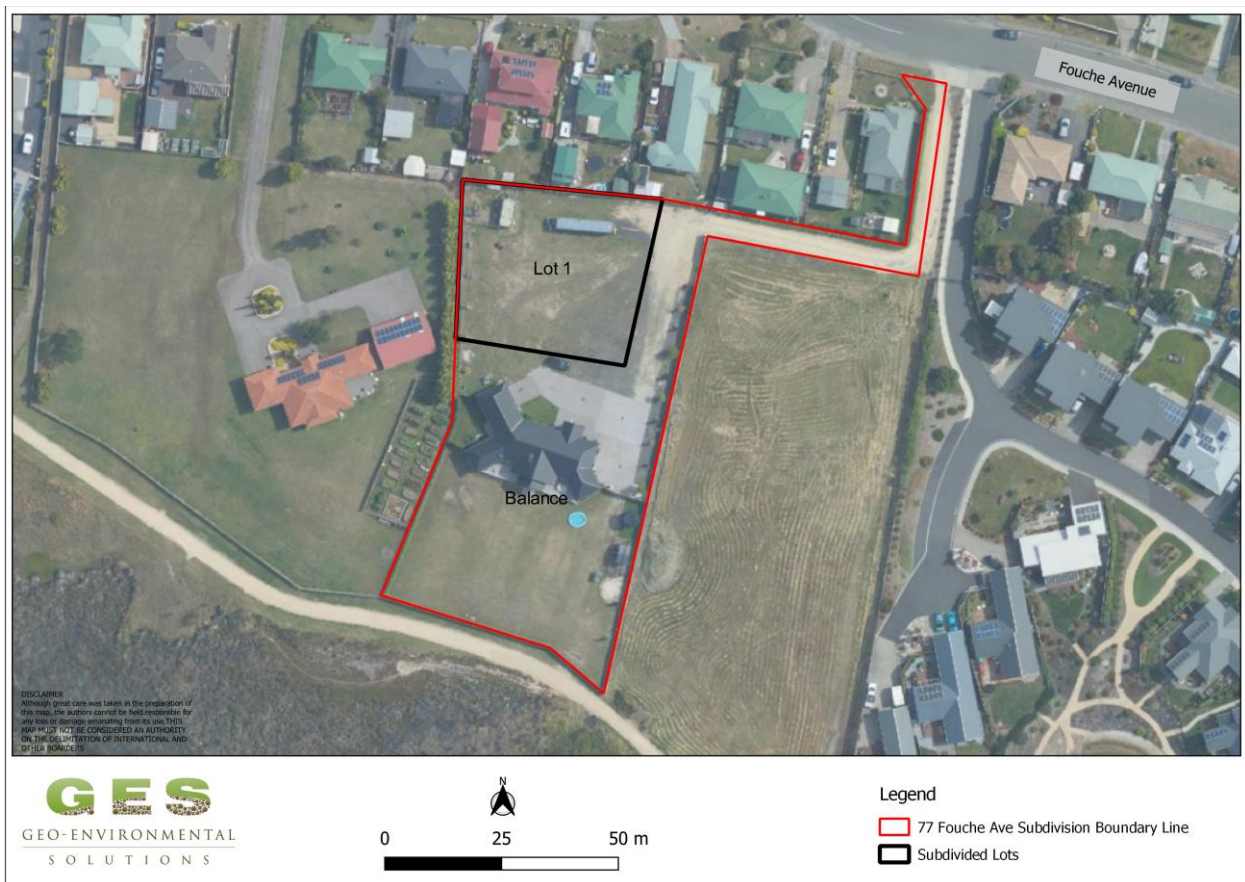 Fouche Avenue
Lot 1
Balance
DISCLAIMER
Although great care was taken in the preparation of
this map, the authors cannot be held responsible for
any loss or damage emanating from its use.THIS
MAP MUST NOT BE CONSIDERED AN AUTHORITY
ON THE DELIMITATION OF INTERNATIONAL AND
OTHER BOARDERS
GES
GEO-ENVIRONMENTAL
SOLUTIONS
N
0 25 50 m
Legend
77 Fouche Ave Subdivision Boundary Line
Subdivided Lots